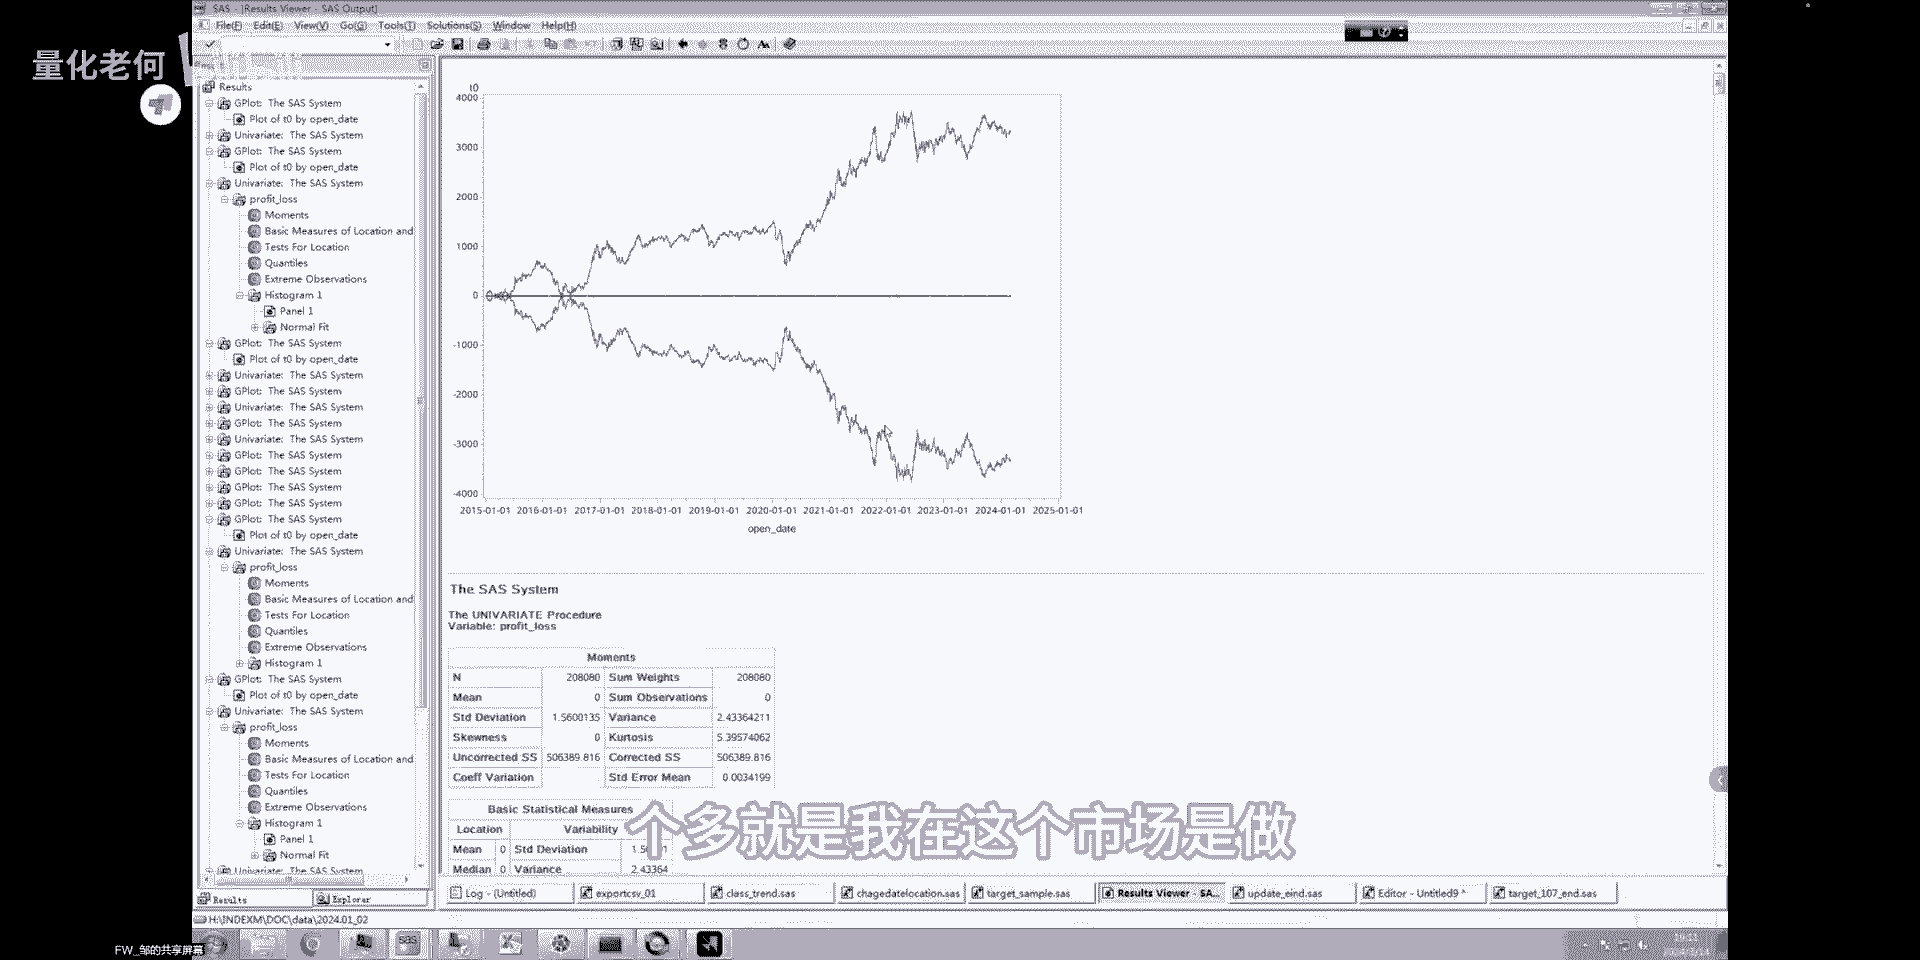 SAS - [Results Viewer - SAS Output]
File(F) Edit(E) View(V) Go(G) Tools(T) Solutions(S) Window Help(H)
量化老何
Results
GPlot: The SAS System
Plot of t0 by open_date
Univariate: The SAS System
GPlot: The SAS System
Plot of t0 by open_date
Univariate: The SAS System
profit_loss
Moments
Basic Measures of Location and
Tests For Location
Quantiles
Extreme Observations
Histogram 1
Panel 1
Normal Fit
GPlot: The SAS System
Plot of t0 by open_date
Univariate: The SAS System
GPlot: The SAS System
Univariate: The SAS System
GPlot: The SAS System
Univariate: The SAS System
GPlot: The SAS System
GPlot: The SAS System
GPlot: The SAS System
GPlot: The SAS System
GPlot: The SAS System
Plot of t0 by open_date
Univariate: The SAS System
profit_loss
Moments
Basic Measures of Location and
Tests For Location
Quantiles
Extreme Observations
Histogram 1
GPlot: The SAS System
Plot of t0 by open_date
Univariate: The SAS System
profit_loss
Moments
Basic Measures of Location and
Tests For Location
Quantiles
Extreme Observations
Histogram 1
Panel 1
Normal Fit
Univariate: The SAS System
Results Explorer
t0
4000
3000
2000
1000
0
-1000
-2000
-3000
-4000
2015-01-01 2016-01-01 2017-01-01 2018-01-01 2019-01-01 2020-01-01 2021-01-01 2022-01-01 2023-01-01 2024-01-01 2025-01-01
open_date
The SAS System
The UNIVARIATE Procedure
Variable: profit_loss
Moments
N 208080 Sum Weights 208080
Mean 0 Sum Observations 0
Std Deviation 1.5600135 Variance 2.43364211
Skewness 0 Kurtosis 5.39574062
Uncorrected SS 506389.816 Corrected SS 506389.816
Coeff Variation . Std Error Mean 0.0034199
Basic Statistical Measures
Location Variability
Mean 0 Std Deviation
Median 0 Variance 2.43364
个多就是我在这个市场是做
Log - (Untitled) exportcsv_01 class_trend.sas chagedatelocation.sas target_sample.sas Results Viewer - SA... update_eind.sas Editor - Untitled9 * target_107_end.sas
H:\INDEXM\DOC\data\2024.01_02
FW_邹的共享屏幕